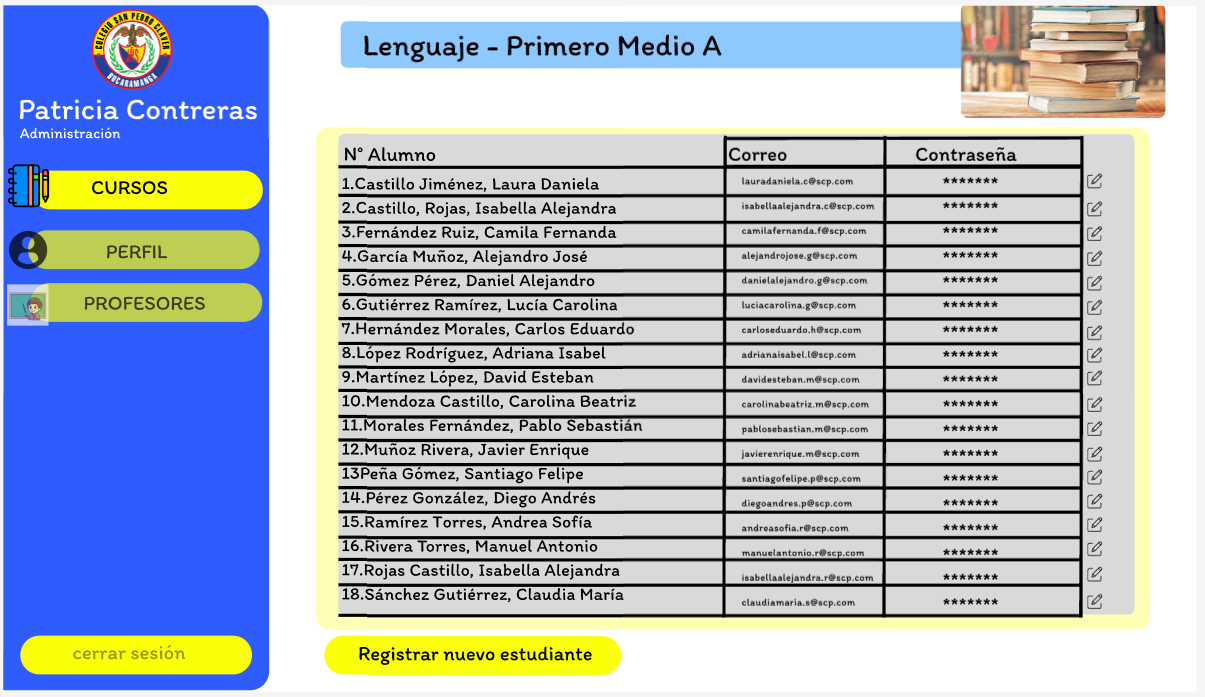 COLEGIO SAN PEDRO CLAVER
BUCARAMANGA
Patricia Contreras
Administración
CURSOS
PERFIL
PROFESORES
cerrar sesión
Lenguaje - Primero Medio A
N° Alumno Correo Contraseña
1.Castillo Jiménez, Laura Daniela lauradaniela.c@scp.com *******
2.Castillo, Rojas, Isabella Alejandra isabellaalejandra.c@scp.com *******
3.Fernández Ruiz, Camila Fernanda camilafernanda.f@scp.com *******
4.García Muñoz, Alejandro José alejandrojose.g@scp.com *******
5.Gómez Pérez, Daniel Alejandro danielalejandro.g@scp.com *******
6.Gutiérrez Ramírez, Lucía Carolina luciacarolina.g@scp.com *******
7.Hernández Morales, Carlos Eduardo carloseduardo.h@scp.com *******
8.López Rodríguez, Adriana Isabel adrianaisabel.l@scp.com *******
9.Martínez López, David Esteban davidesteban.m@scp.com *******
10.Mendoza Castillo, Carolina Beatriz carolinabeatriz.m@scp.com *******
11.Morales Fernández, Pablo Sebastián pablosebastian.m@scp.com *******
12.Muñoz Rivera, Javier Enrique javierenrique.m@scp.com *******
13Peña Gómez, Santiago Felipe santiagofelipe.p@scp.com *******
14.Pérez González, Diego Andrés diegoandres.p@scp.com *******
15.Ramírez Torres, Andrea Sofía andreasofia.r@scp.com *******
16.Rivera Torres, Manuel Antonio manuelantonio.r@scp.com *******
17.Rojas Castillo, Isabella Alejandra isabellaalejandra.r@scp.com *******
18.Sánchez Gutiérrez, Claudia María claudiamaria.s@scp.com *******
Registrar nuevo estudiante